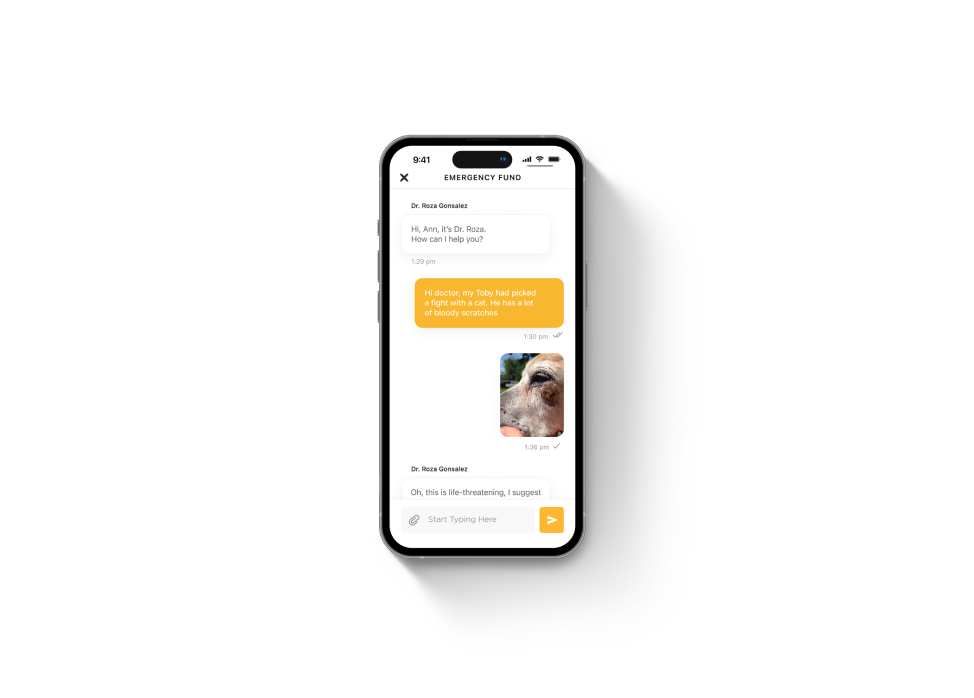 9:41
EMERGENCY FUND
Dr. Roza Gonsalez
Hi, Ann, it's Dr. Roza.
How can I help you?
1:29 pm
Hi doctor, my Toby had picked
a fight with a cat. He has a lot
of bloody scratches
1:30 pm
1:36 pm
Dr. Roza Gonsalez
Oh, this is life-threatening, I suggest
Start Typing Here